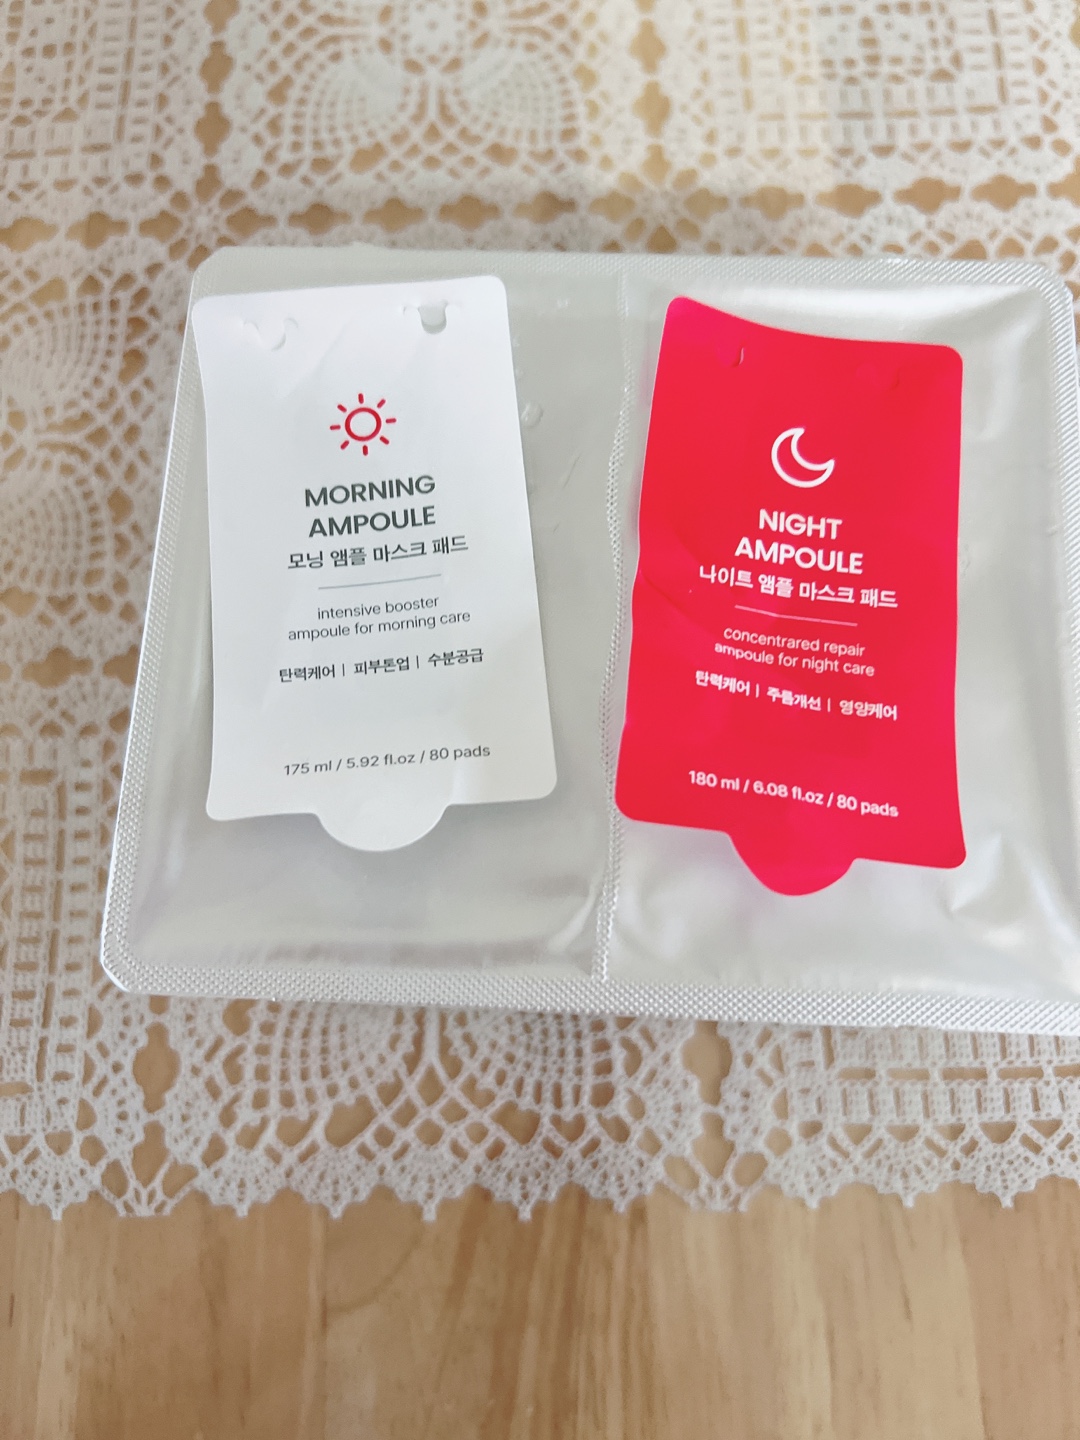 MORNING
AMPOULE
모닝 앰플 마스크 패드
intensive booster
ampoule for morning care
탄력케어 | 피부톤업 | 수분공급
175 ml / 5.92 fl.oz / 80 pads
NIGHT
AMPOULE
나이트 앰플 마스크 패드
concentrared repair
ampoule for night care
탄력케어 | 주름개선 | 영양케어
180 ml / 6.08 fl.oz / 80 pads